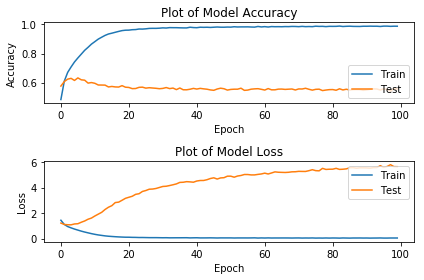 Plot of Model Accuracy
1.0
0.8
0.6
Accuracy
Train
Test
0 20 40 60 80 100
Epoch
Plot of Model Loss
6
4
2
0
Loss
Train
Test
0 20 40 60 80 100
Epoch